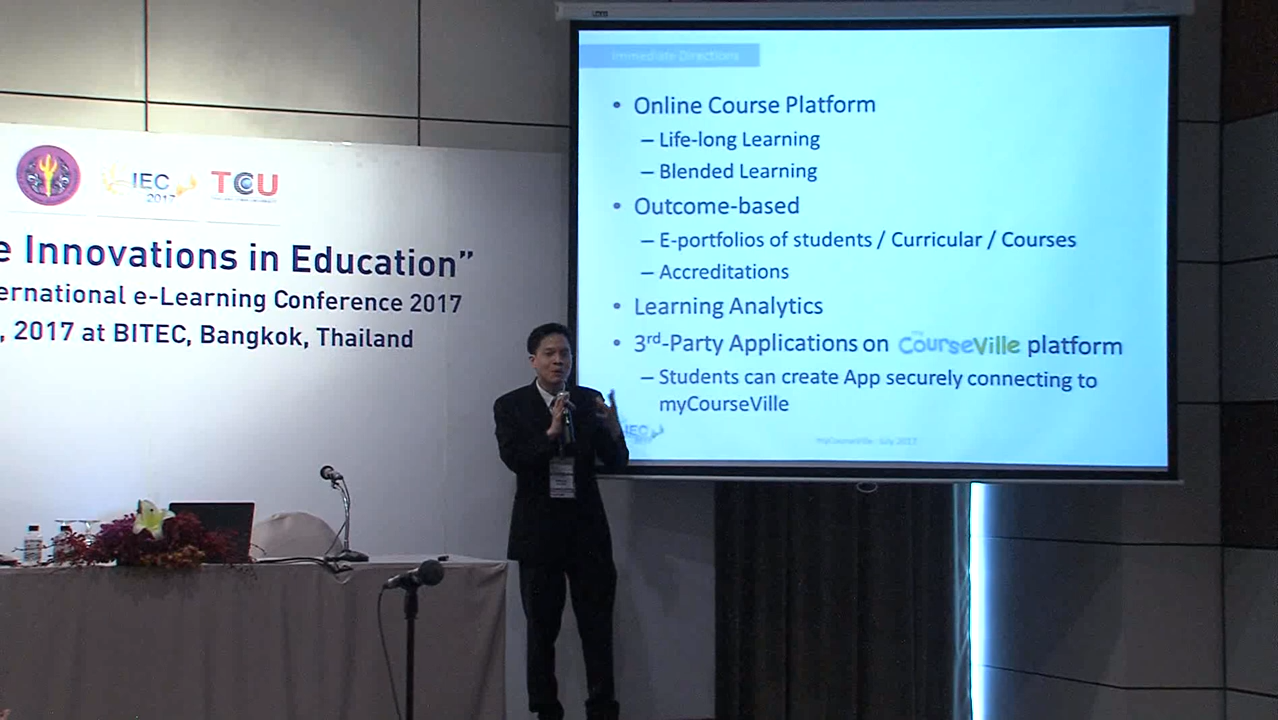 IEC
2017
TCU
e Innovations in Education”
ernational e-Learning Conference 2017
, 2017 at BITEC, Bangkok, Thailand
Immediate Directions
• Online Course Platform
– Life-long Learning
– Blended Learning
• Outcome-based
– E-portfolios of students / Curricular / Courses
– Accreditations
• Learning Analytics
• 3rd-Party Applications on my CourseVille platform
– Students can create App securely connecting to
myCourseVille
IEC
myCourseVille July 2017